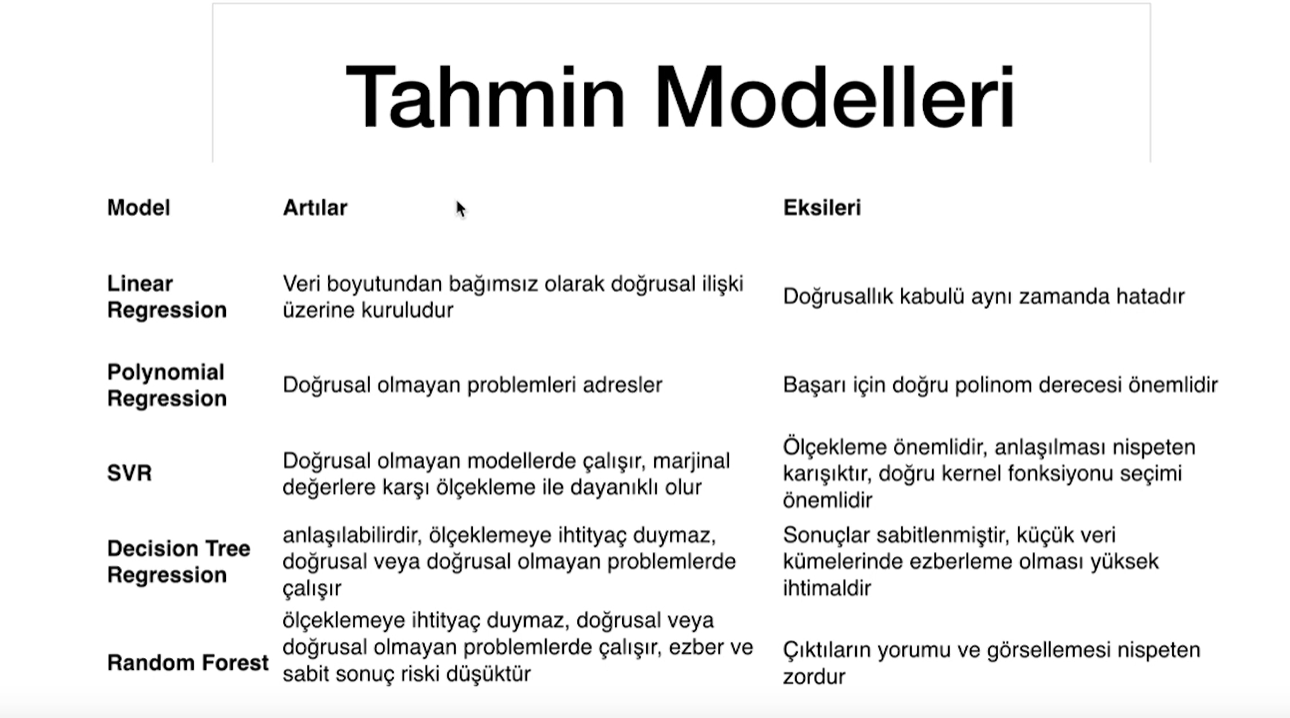 Tahmin Modelleri
Model Artılar Eksileri
Linear Regression
Veri boyutundan bağımsız olarak doğrusal ilişki
üzerine kuruludur
Doğrusallık kabulü aynı zamanda hatadır
Polynomial
Regression
Doğrusal olmayan problemleri adresler
Başarı için doğru polinom derecesi önemlidir
SVR
Doğrusal olmayan modellerde çalışır, marjinal
değerlere karşı ölçekleme ile dayanıklı olur
Ölçekleme önemlidir, anlaşılması nispeten
karışıktır, doğru kernel fonksiyonu seçimi
önemlidir
Decision Tree
Regression
anlaşılabilirdir, ölçeklemeye ihtityaç duymaz,
doğrusal veya doğrusal olmayan problemlerde
çalışır
Sonuçlar sabitlenmiştir, küçük veri
kümelerinde ezberleme olması yüksek
ihtimaldir
Random Forest
ölçeklemeye ihtityaç duymaz, doğrusal veya
doğrusal olmayan problemlerde çalışır, ezber ve
sabit sonuç riski düşüktür
Çıktıların yorumu ve görsellemesi nispeten
zordur